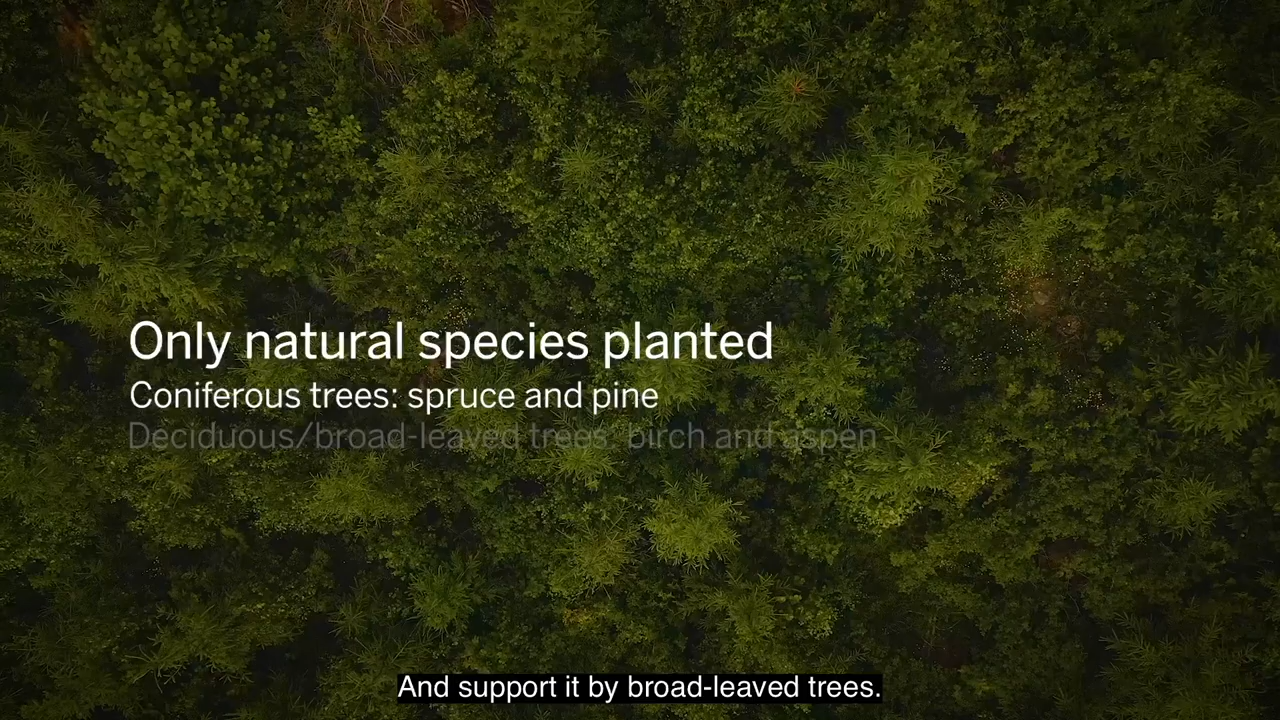 Only natural species planted
Coniferous trees: spruce and pine
Deciduous/broad-leaved trees: birch and aspen
And support it by broad-leaved trees.